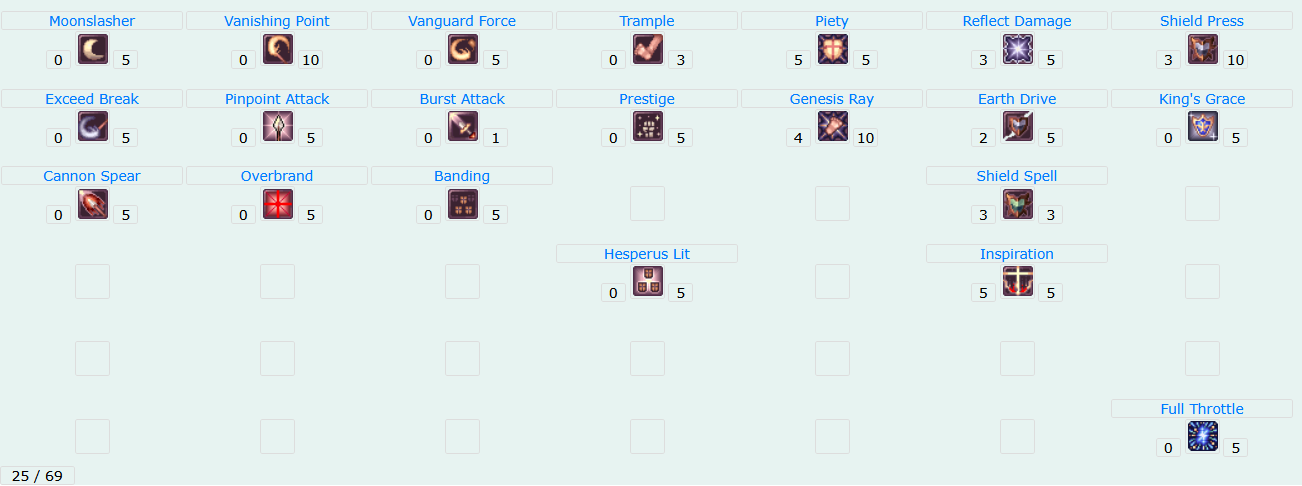 Moonslasher Vanishing Point Vanguard Force Trample Piety Reflect Damage Shield Press
0 5 0 10 0 5 0 3 5 5 3 5 3 10
Exceed Break Pinpoint Attack Burst Attack Prestige Genesis Ray Earth Drive King's Grace
0 5 0 5 0 1 0 5 4 10 2 5 0 5
Cannon Spear Overbrand Banding Shield Spell
0 5 0 5 0 5 3 3
Hesperus Lit Inspiration
0 5 5 5
Full Throttle
0 5
25 / 69